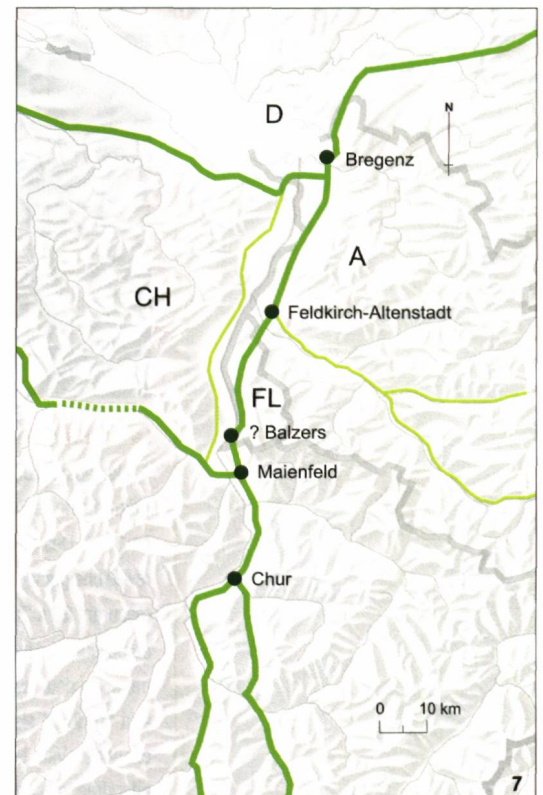 D
N
Bregenz
A
CH
Feldkirch-Altenstadt
FL
? Balzers
Maienfeld
Chur
0 10 km
7